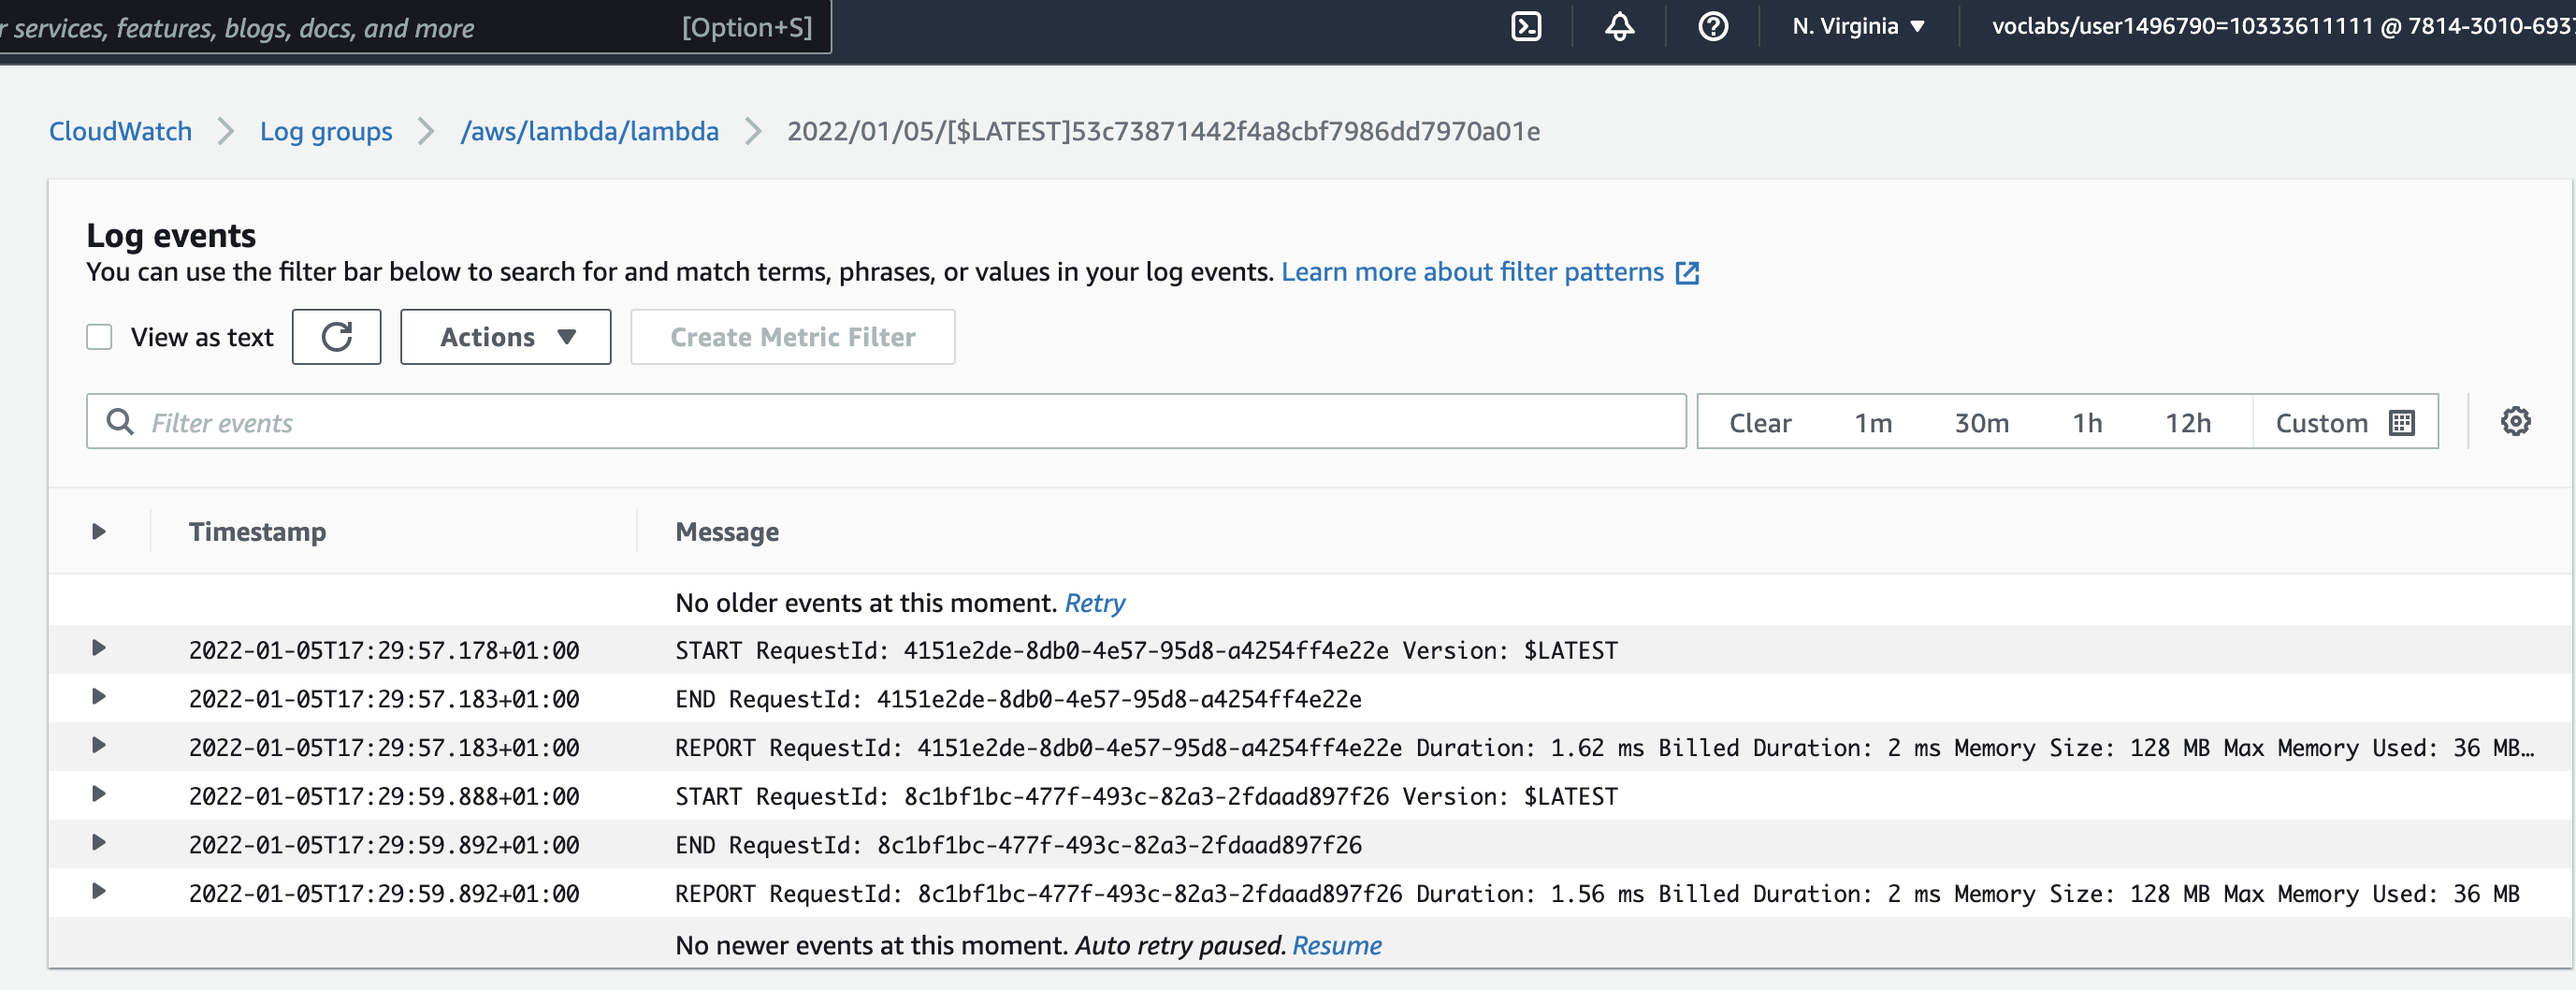 r services, features, blogs, docs, and more [Option+S] N. Virginia ▼ voclabs/user1496790=10333611111 @ 7814-3010-693
CloudWatch > Log groups > /aws/lambda/lambda > 2022/01/05/[$LATEST]53c73871442f4a8cbf7986dd7970a01e
Log events
You can use the filter bar below to search for and match terms, phrases, or values in your log events. Learn more about filter patterns
View as text Actions ▼ Create Metric Filter
Filter events Clear 1m 30m 1h 12h Custom
Timestamp Message
No older events at this moment. Retry
2022-01-05T17:29:57.178+01:00 START RequestId: 4151e2de-8db0-4e57-95d8-a4254ff4e22e Version: $LATEST
2022-01-05T17:29:57.183+01:00 END RequestId: 4151e2de-8db0-4e57-95d8-a4254ff4e22e
2022-01-05T17:29:57.183+01:00 REPORT RequestId: 4151e2de-8db0-4e57-95d8-a4254ff4e22e Duration: 1.62 ms Billed Duration: 2 ms Memory Size: 128 MB Max Memory Used: 36 MB…
2022-01-05T17:29:59.888+01:00 START RequestId: 8c1bf1bc-477f-493c-82a3-2fdaad897f26 Version: $LATEST
2022-01-05T17:29:59.892+01:00 END RequestId: 8c1bf1bc-477f-493c-82a3-2fdaad897f26
2022-01-05T17:29:59.892+01:00 REPORT RequestId: 8c1bf1bc-477f-493c-82a3-2fdaad897f26 Duration: 1.56 ms Billed Duration: 2 ms Memory Size: 128 MB Max Memory Used: 36 MB
No newer events at this moment. Auto retry paused. Resume